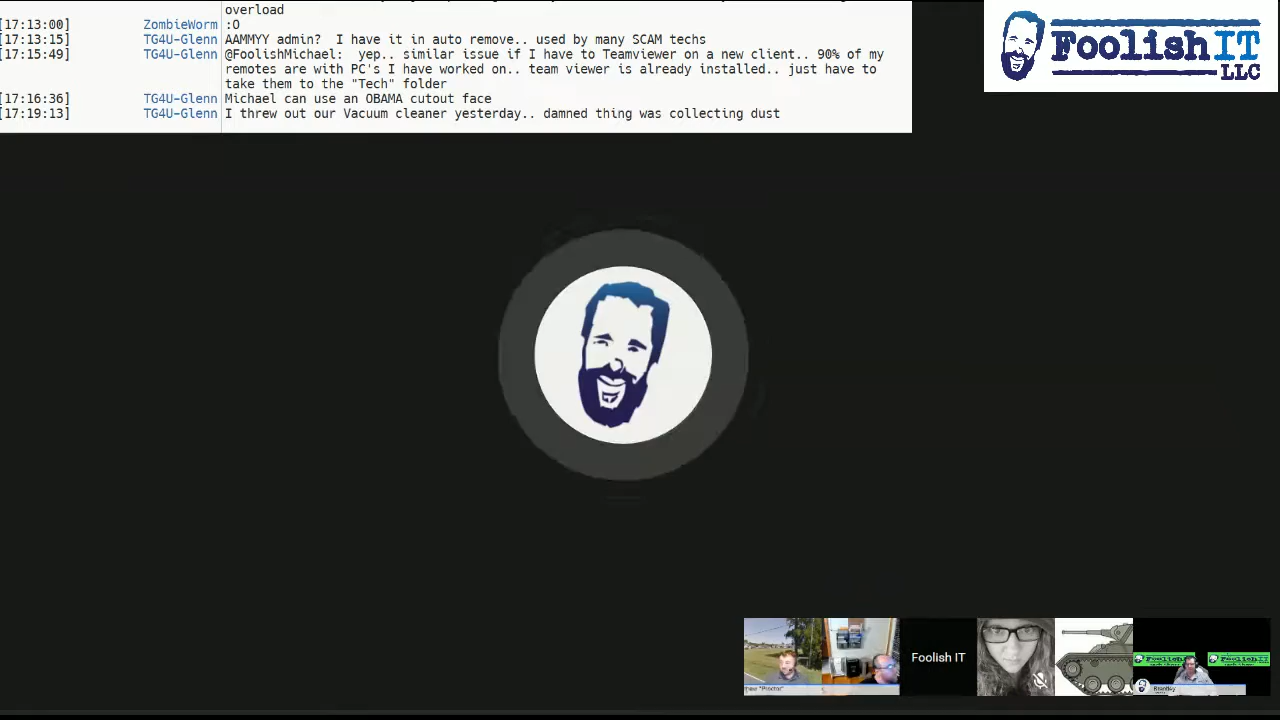 overload
[17:13:00] ZombieWorm :O
[17:13:15] TG4U-Glenn AAMMYY admin?  I have it in auto remove.. used by many SCAM techs
[17:15:49] TG4U-Glenn @FoolishMichael:  yep.. similar issue if I have to Teamviewer on a new client.. 90% of my
remotes are with PC's I have worked on.. team viewer is already installed.. just have to
take them to the "Tech" folder
[17:16:36] TG4U-Glenn Michael can use an OBAMA cutout face
[17:19:13] TG4U-Glenn I threw out our Vacuum cleaner yesterday.. damned thing was collecting dust
FoolishIT
LLC
Foolish IT
FoolishIT
FoolishIT